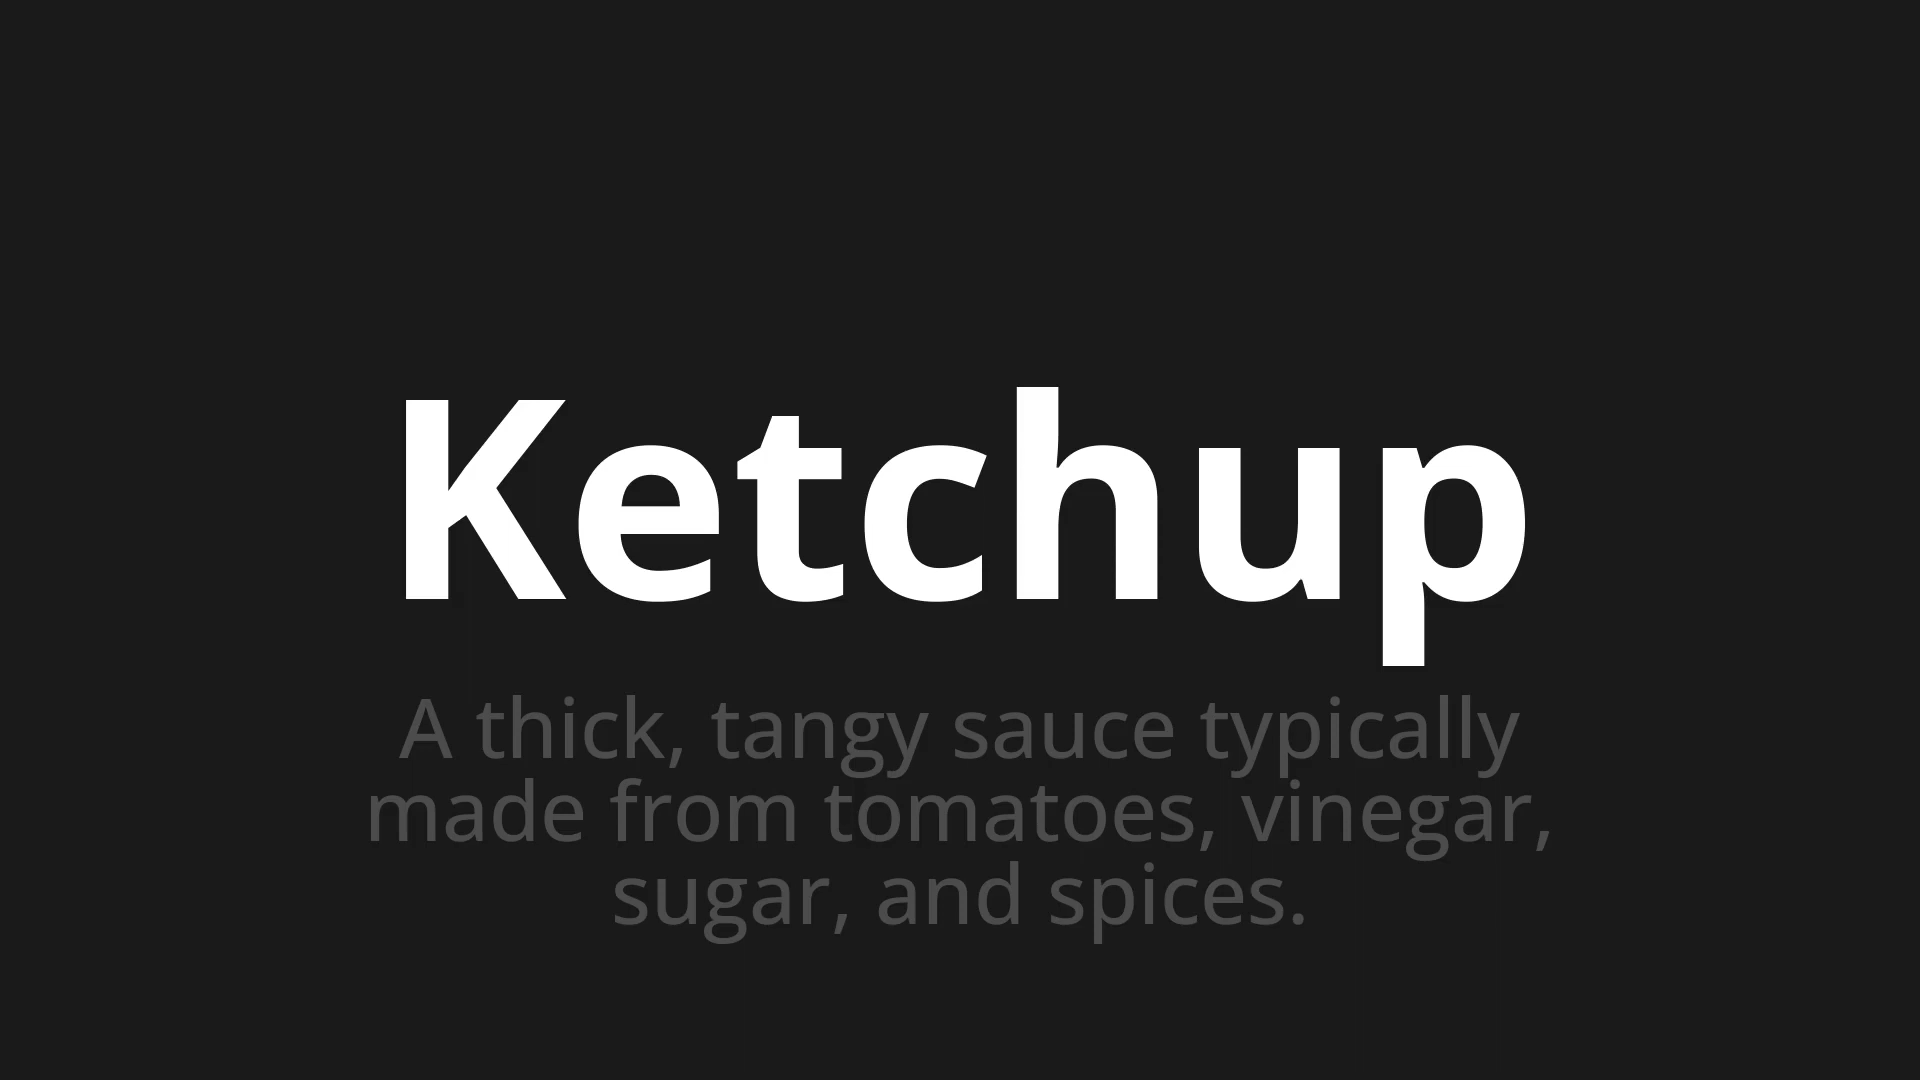 Ketchup
A thick, tangy sauce typically
made from tomatoes, vinegar,
sugar, and spices.